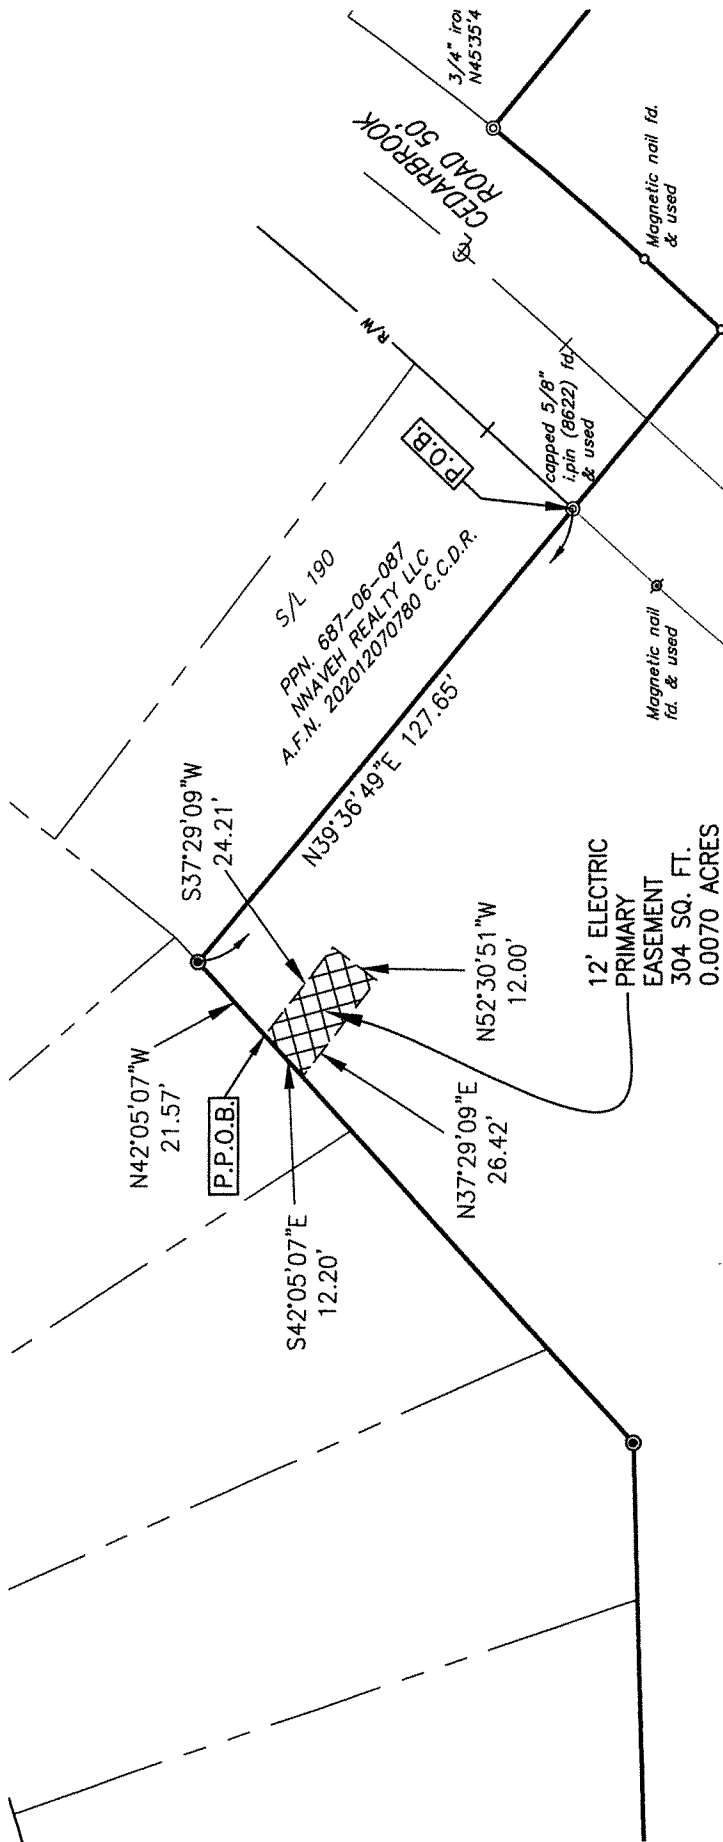 3/4" iro
N45°35'4
CEDARBROOK
ROAD 50'
Magnetic nail fd.
& used
R/W
capped 5/8"
i.pin (8622) fd.
& used
P.O.B.
S/L 190
PPN. 687-06-087
NNAVEH REALTY LLC
A.F.N. 202012070780 C.C.D.R.
Magnetic nail
fd. & used
N39°36'49"E 127.65'
S37°29'09"W
24.21'
12' ELECTRIC
PRIMARY
EASEMENT
304 SQ. FT.
0.0070 ACRES
N52°30'51"W
12.00'
N42°05'07"W
21.57'
P.P.O.B.
N37°29'09"E
26.42'
S42°05'07"E
12.20'